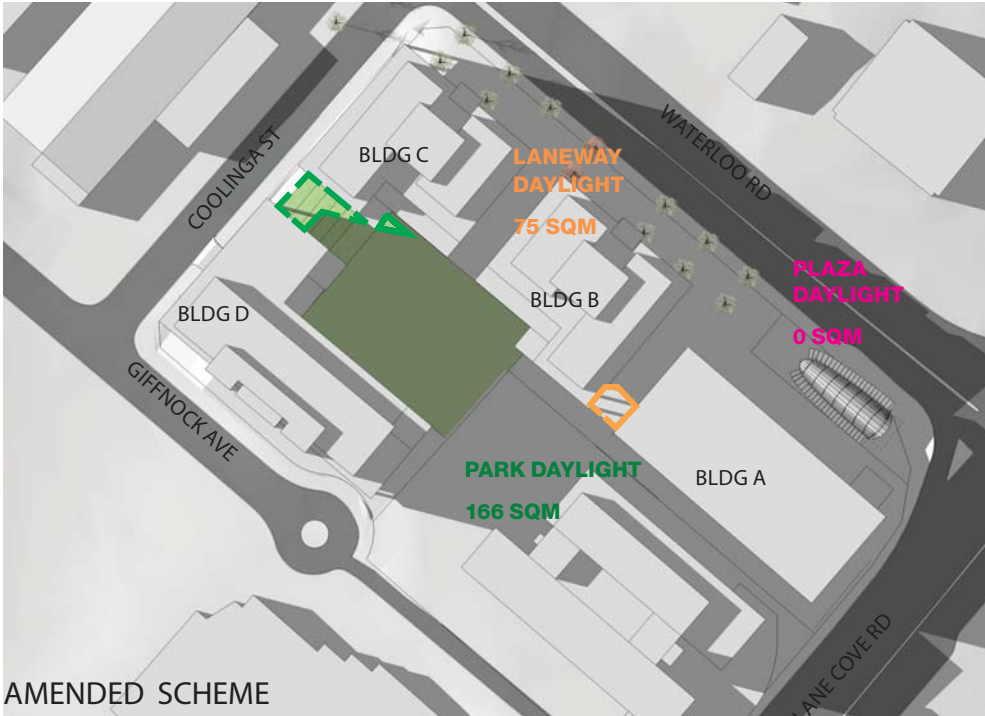 WATERLOO RD
COOLINGA ST
BLDG C
LANEWAY
DAYLIGHT
75 SQM
PLAZA
DAYLIGHT
0 SQM
BLDG B
BLDG D
GIFFNOCK AVE
PARK DAYLIGHT
166 SQM
BLDG A
LANE COVE RD
AMENDED SCHEME